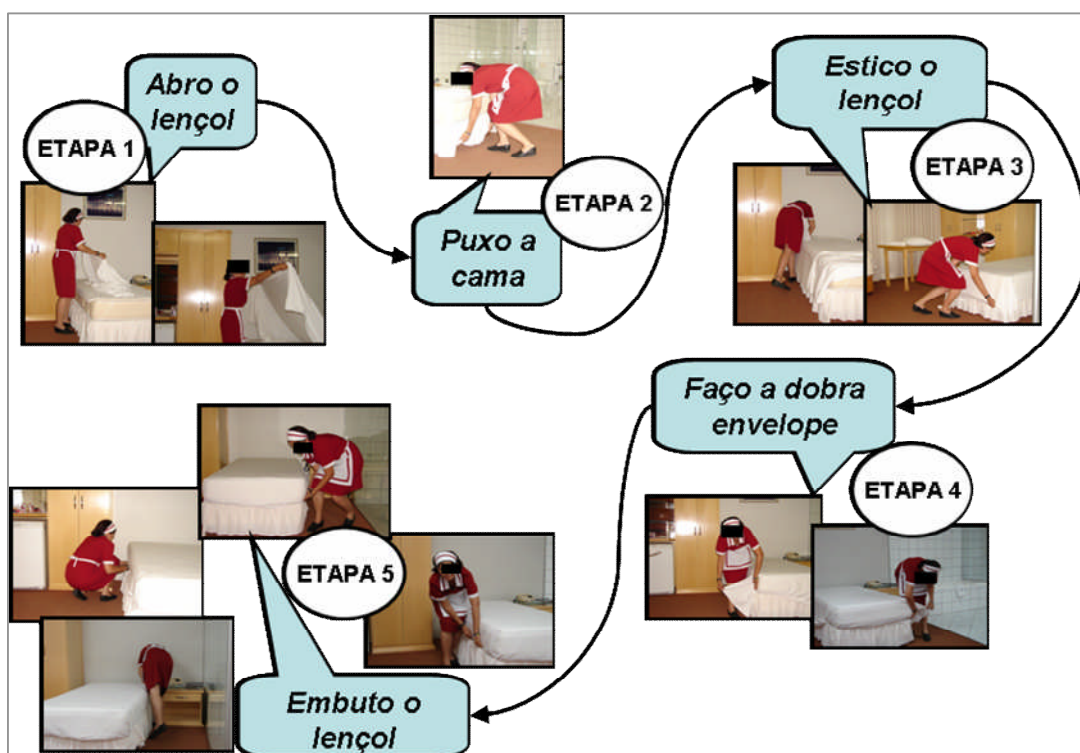 Abro o
lençol
ETAPA 1
ETAPA 2
Puxo a
cama
Estico o
lençol
ETAPA 3
Faço a dobra
envelope
ETAPA 4
ETAPA 5
Embuto o
lençol